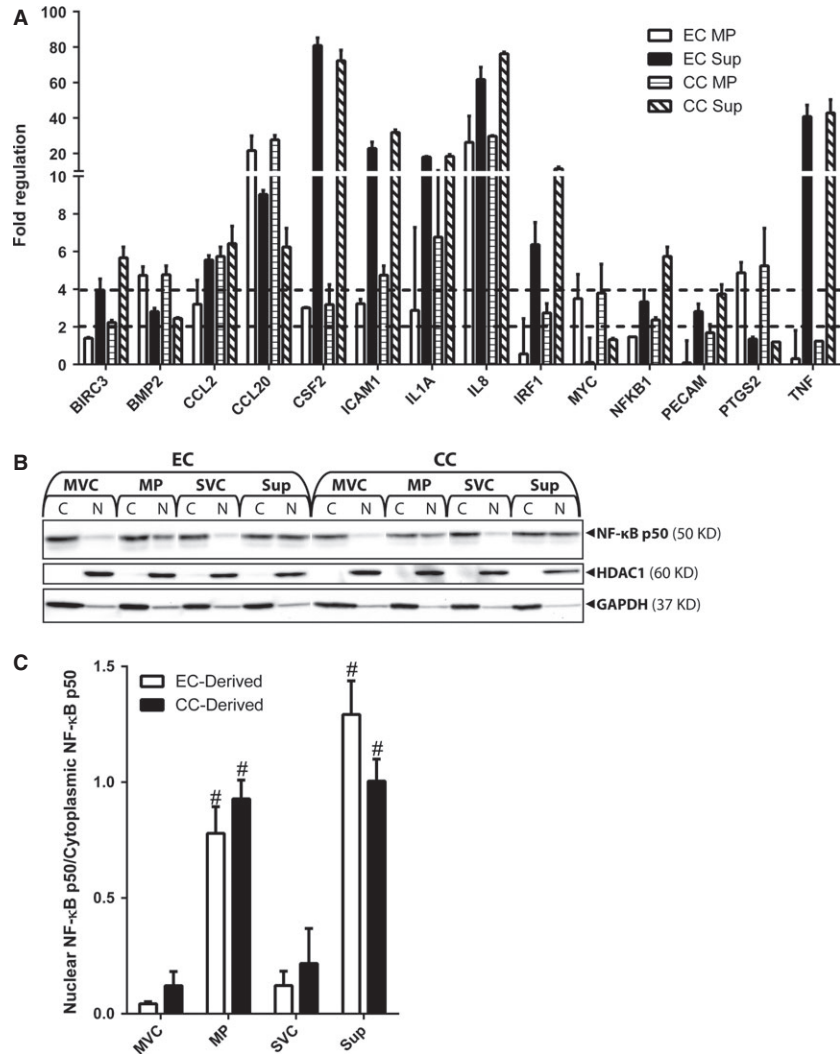 A
EC MP
EC Sup
CC MP
CC Sup
Fold regulation
100
80
60
40
20
10
8
6
4
2
0
BIRC3
BMP2
CCL2
CCL20
CSF2
ICAM1
IL1A
IL8
IRF1
MYC
NFKB1
PECAM
PTGS2
TNF
B
EC CC
MVC MP SVC Sup MVC MP SVC Sup
C N C N C N C N C N C N C N C N
NF-κB p50 (50 KD)
HDAC1 (60 KD)
GAPDH (37 KD)
C
EC-Derived
CC-Derived
Nuclear NF-κB p50/Cytoplasmic NF-κB p50
1.5
1.0
0.5
0.0
# # # #
MVC
MP
SVC
Sup